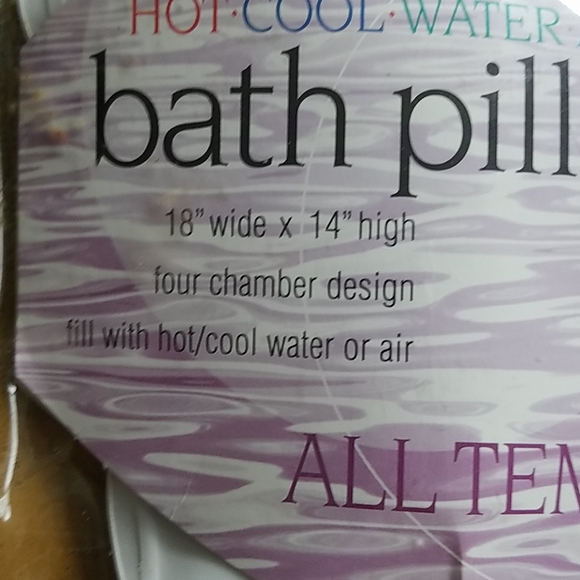 HOT·COOL·WATER
bath pill
18" wide x 14" high
four chamber design
fill with hot/cool water or air
ALL TEM